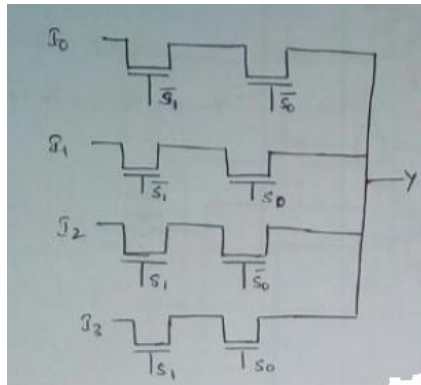 I₀
S̅₁ S̅₀
I₁
S̅₁ S₀
Y
I₂
S₁ S̅₀
I₃
S₁ S₀